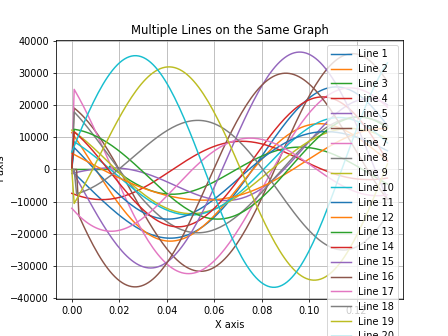 Multiple Lines on the Same Graph
40000
30000
20000
10000
0
-10000
-20000
-30000
-40000
0.00
0.02
0.04
0.06
0.08
0.10
X axis
Line 1
Line 2
Line 3
Line 4
Line 5
Line 6
Line 7
Line 8
Line 9
Line 10
Line 11
Line 12
Line 13
Line 14
Line 15
Line 16
Line 17
Line 18
Line 19
Line 20